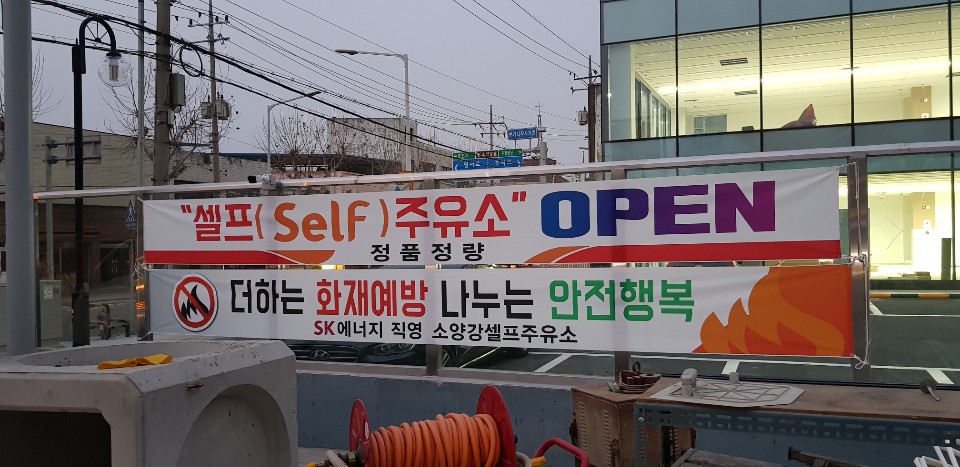 "셀프(Self)주유소" OPEN
정품정량
더하는 화재예방 나누는 안전행복
SK에너지 직영 소양강셀프주유소